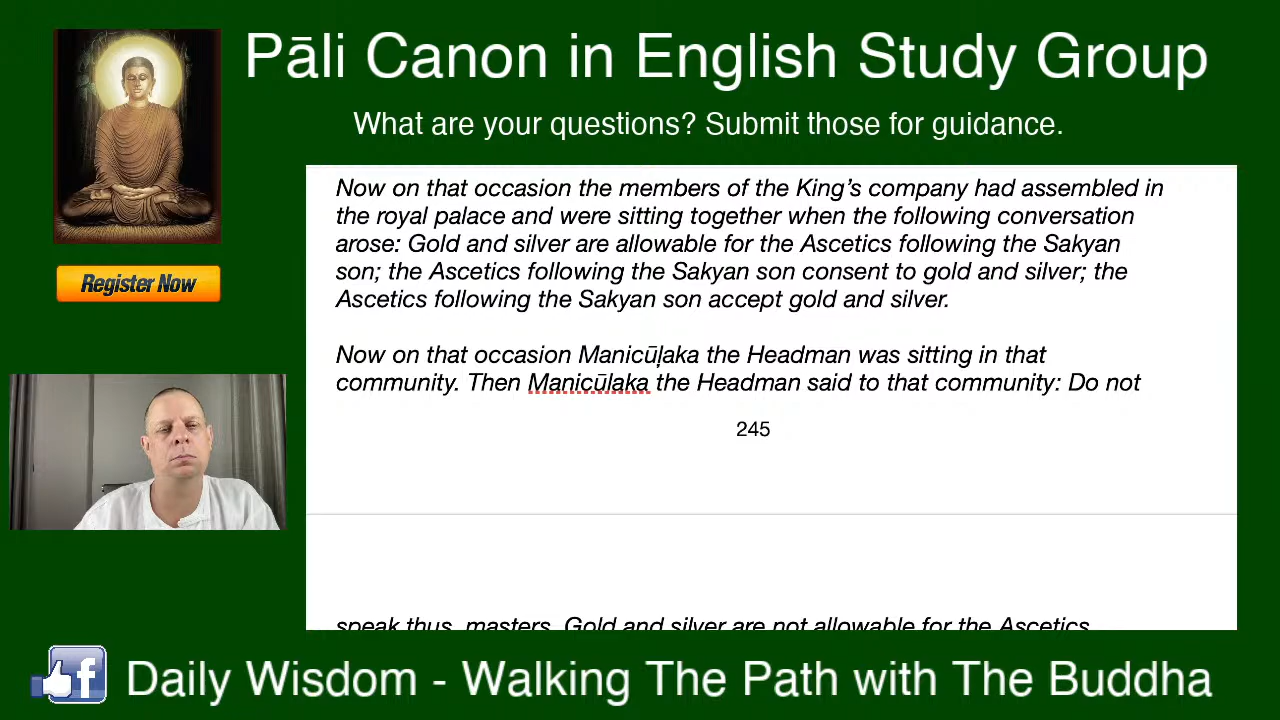 Pāli Canon in English Study Group
What are your questions? Submit those for guidance.
Register Now
Now on that occasion the members of the King's company had assembled in
the royal palace and were sitting together when the following conversation
arose: Gold and silver are allowable for the Ascetics following the Sakyan
son; the Ascetics following the Sakyan son consent to gold and silver; the
Ascetics following the Sakyan son accept gold and silver.
Now on that occasion Manicūḷaka the Headman was sitting in that
community. Then Manicūḷaka the Headman said to that community: Do not
245
speak thus, masters. Gold and silver are not allowable for the Ascetics
f
Daily Wisdom - Walking The Path with The Buddha